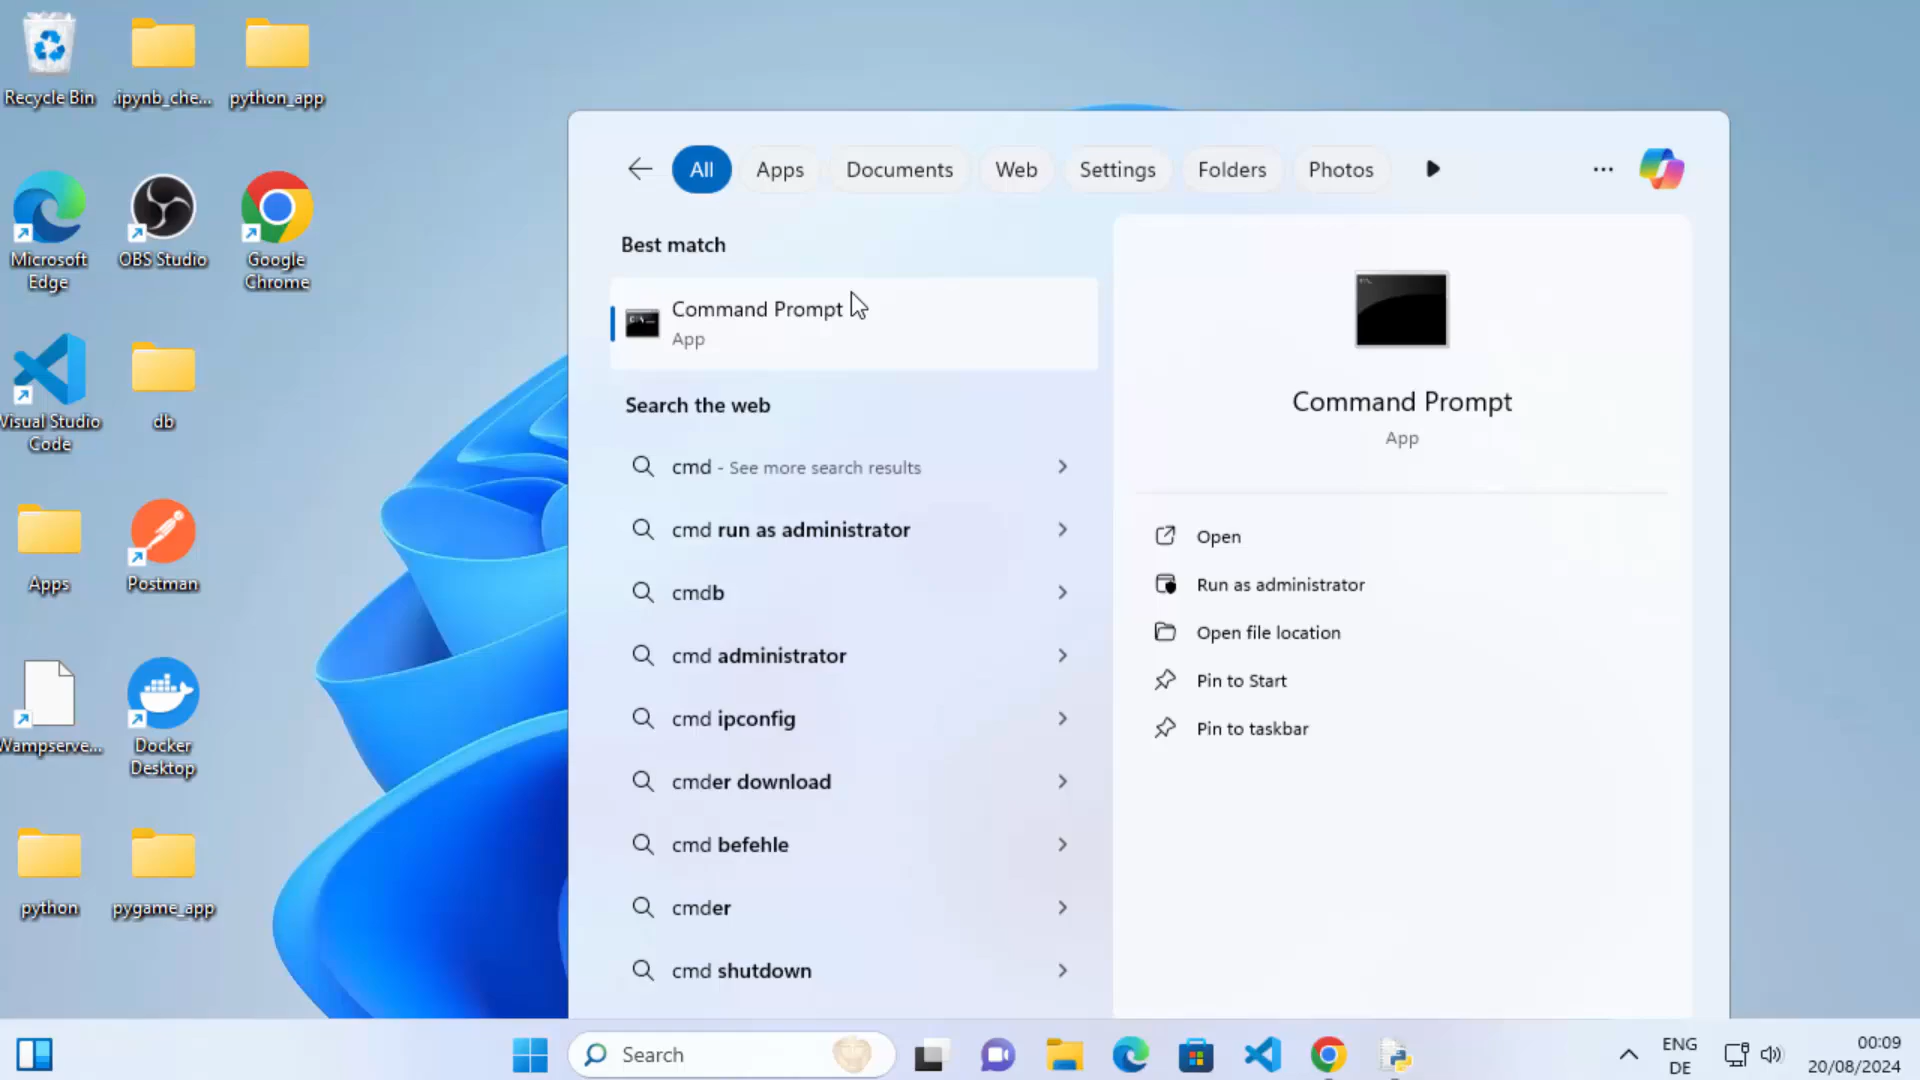 Recycle Bin
.ipynb_che...
python_app
Microsoft
Edge
OBS Studio
Google
Chrome
Visual Studio
Code
db
Apps
Postman
Wampserve...
Docker
Desktop
python
pygame_app
All
Apps
Documents
Web
Settings
Folders
Photos
Best match
Command Prompt
App
Search the web
cmd - See more search results
cmd run as administrator
cmdb
cmd administrator
cmd ipconfig
cmder download
cmd befehle
cmder
cmd shutdown
Command Prompt
App
Open
Run as administrator
Open file location
Pin to Start
Pin to taskbar
Search
ENG
DE
00:09
20/08/2024